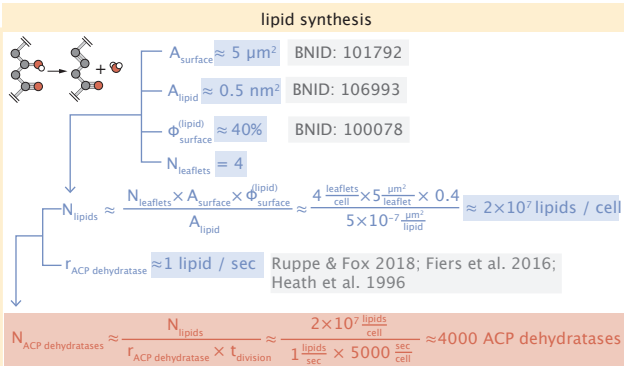 lipid synthesis
A_surface ≈ 5 µm² BNID: 101792
A_lipid ≈ 0.5 nm² BNID: 106993
Φ_surface^(lipid) ≈ 40% BNID: 100078
N_leaflets = 4
N_lipids ≈ (N_leaflets × A_surface × Φ_surface^(lipid)) / A_lipid ≈ (4 leaflets/cell × 5 µm²/leaflet × 0.4) / (5×10⁻⁷ µm²/lipid) ≈ 2×10⁷ lipids / cell
r_ACP dehydratase ≈1 lipid / sec Ruppe & Fox 2018; Fiers et al. 2016;
Heath et al. 1996
N_ACP dehydratases ≈ N_lipids / (r_ACP dehydratase × t_division) ≈ (2×10⁷ lipids/cell) / (1 lipids/sec × 5000 sec/cell) ≈4000 ACP dehydratases